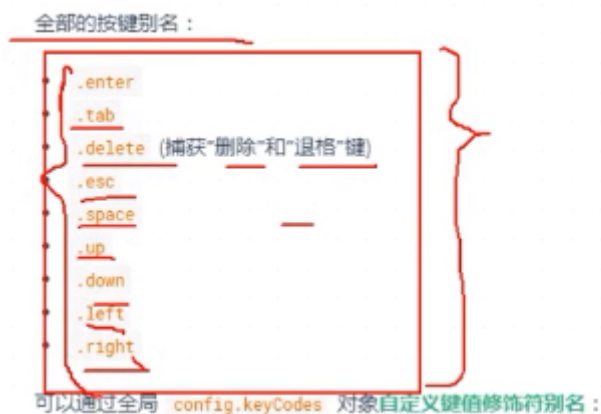 全部的按键别名：
.enter
.tab
.delete (捕获"删除"和"退格"键)
.esc
.space
.up
.down
.left
.right
可以通过全局 config.keyCodes 对象自定义键值修饰符别名：